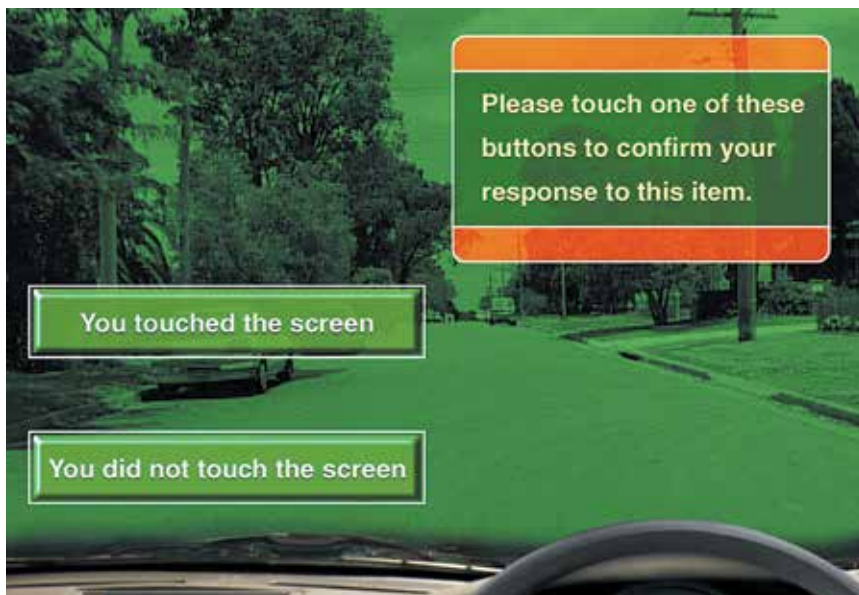 Please touch one of these
buttons to confirm your
response to this item.
You touched the screen
You did not touch the screen